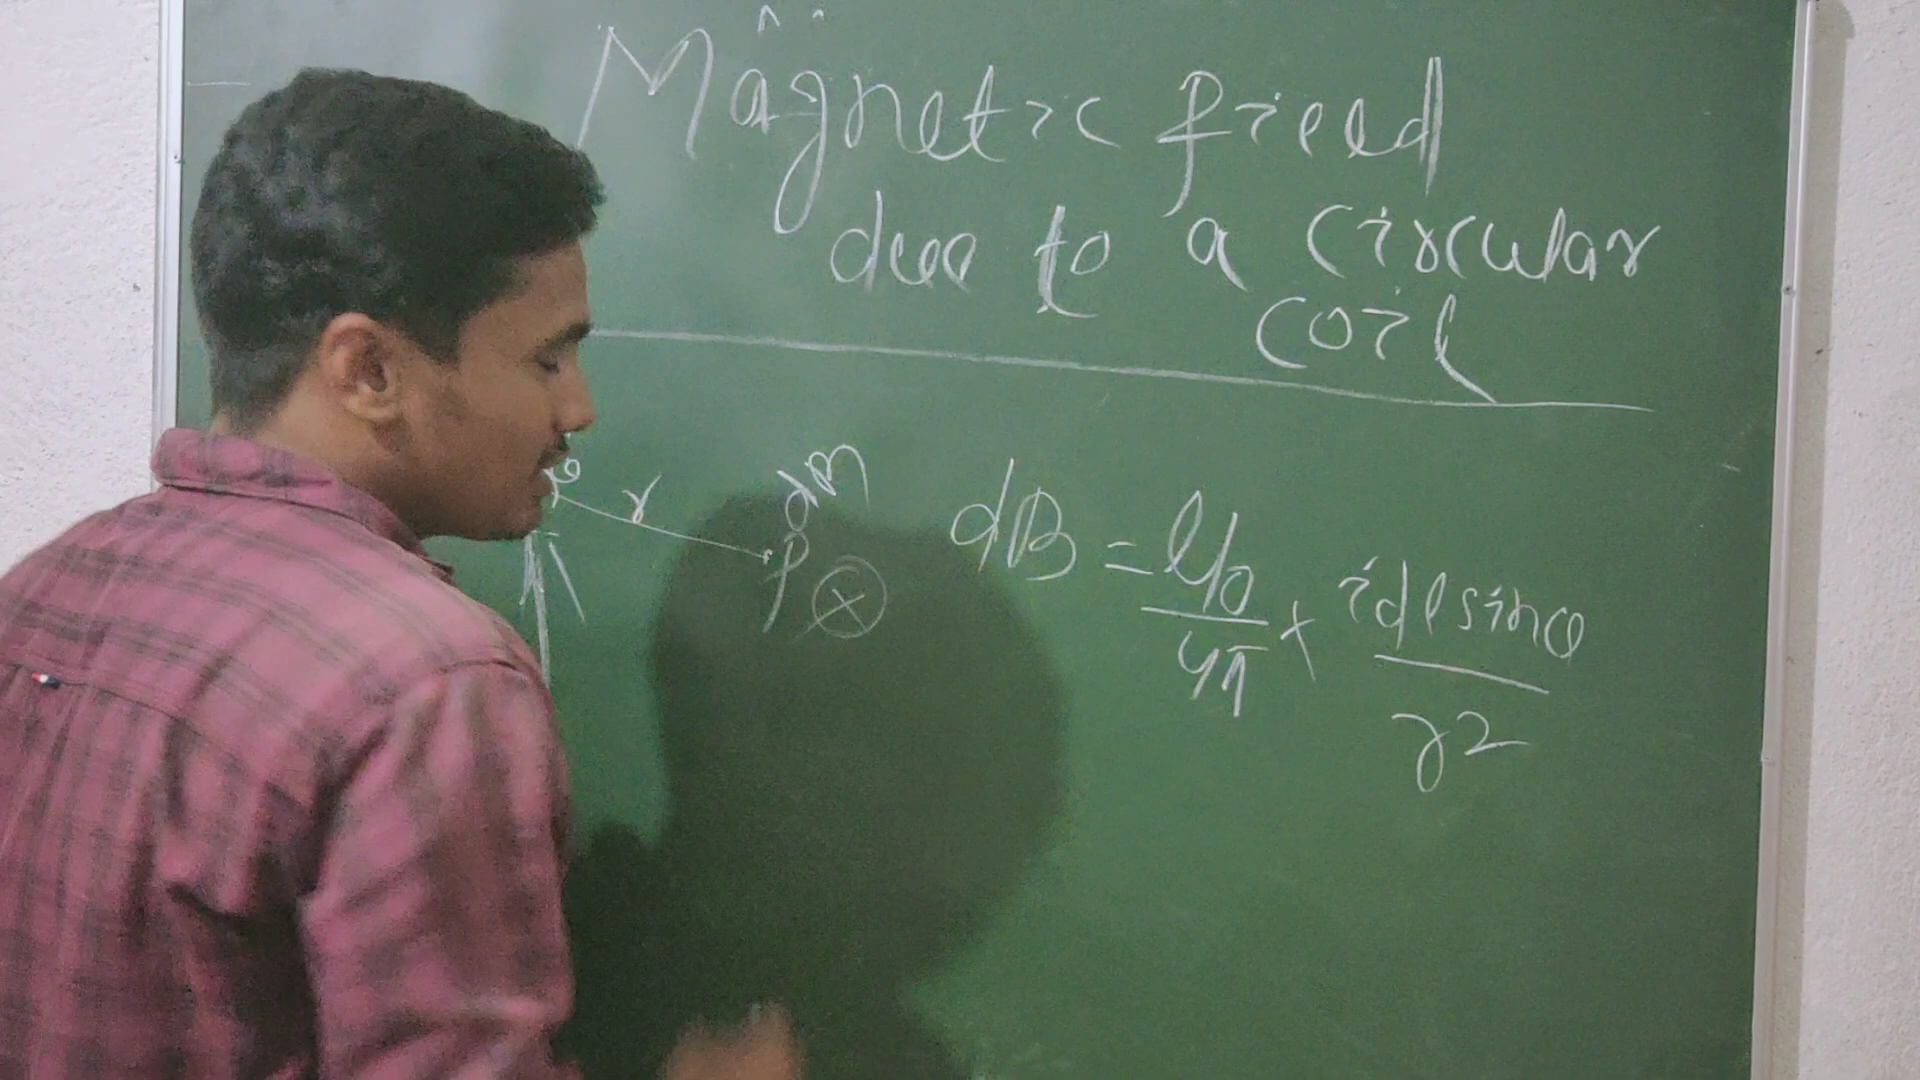 Magnetic field
due to a circular
coil
θ
r
dB
P
dB = μ0/4π × idl sinθ/r2